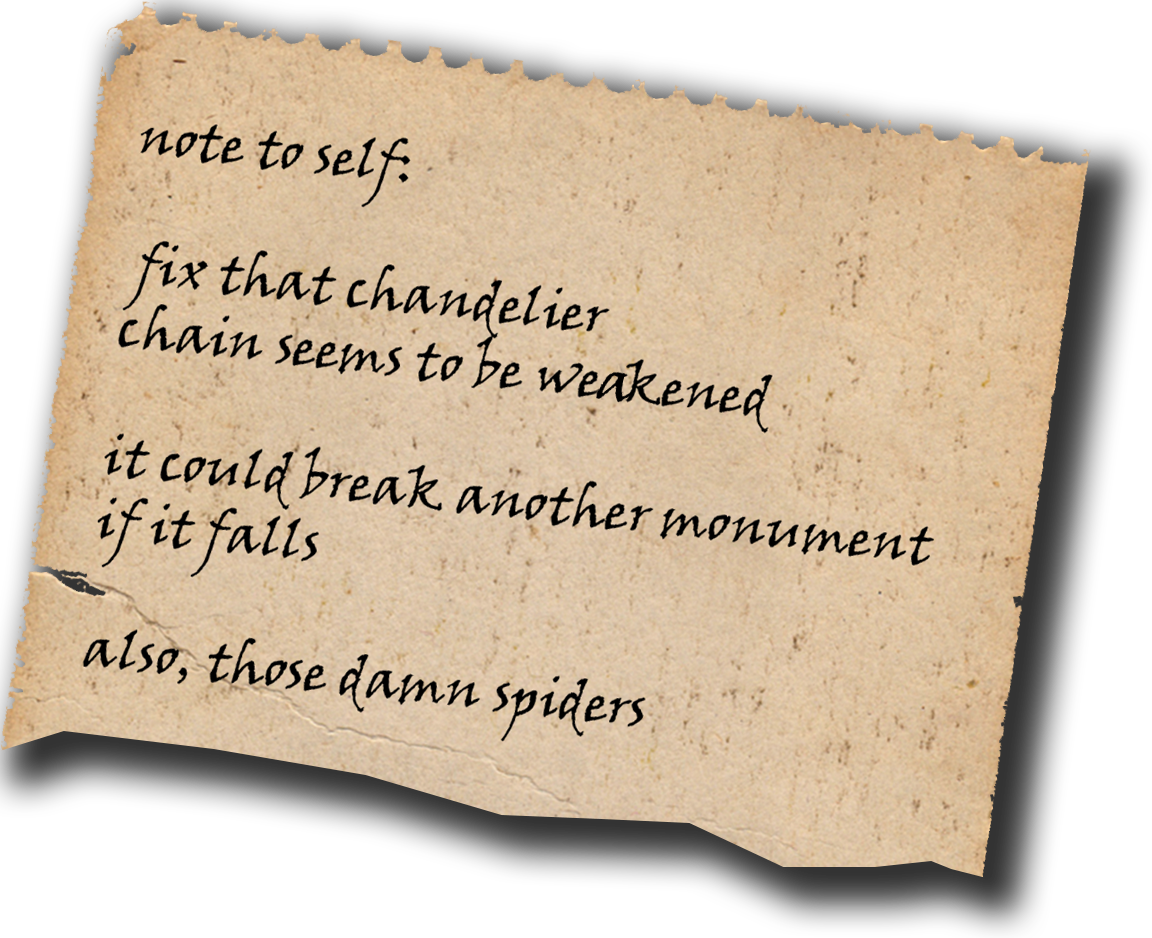 note to self:
fix that chandelier
chain seems to be weakened
it could break another monument
if it falls
also, those damn spiders